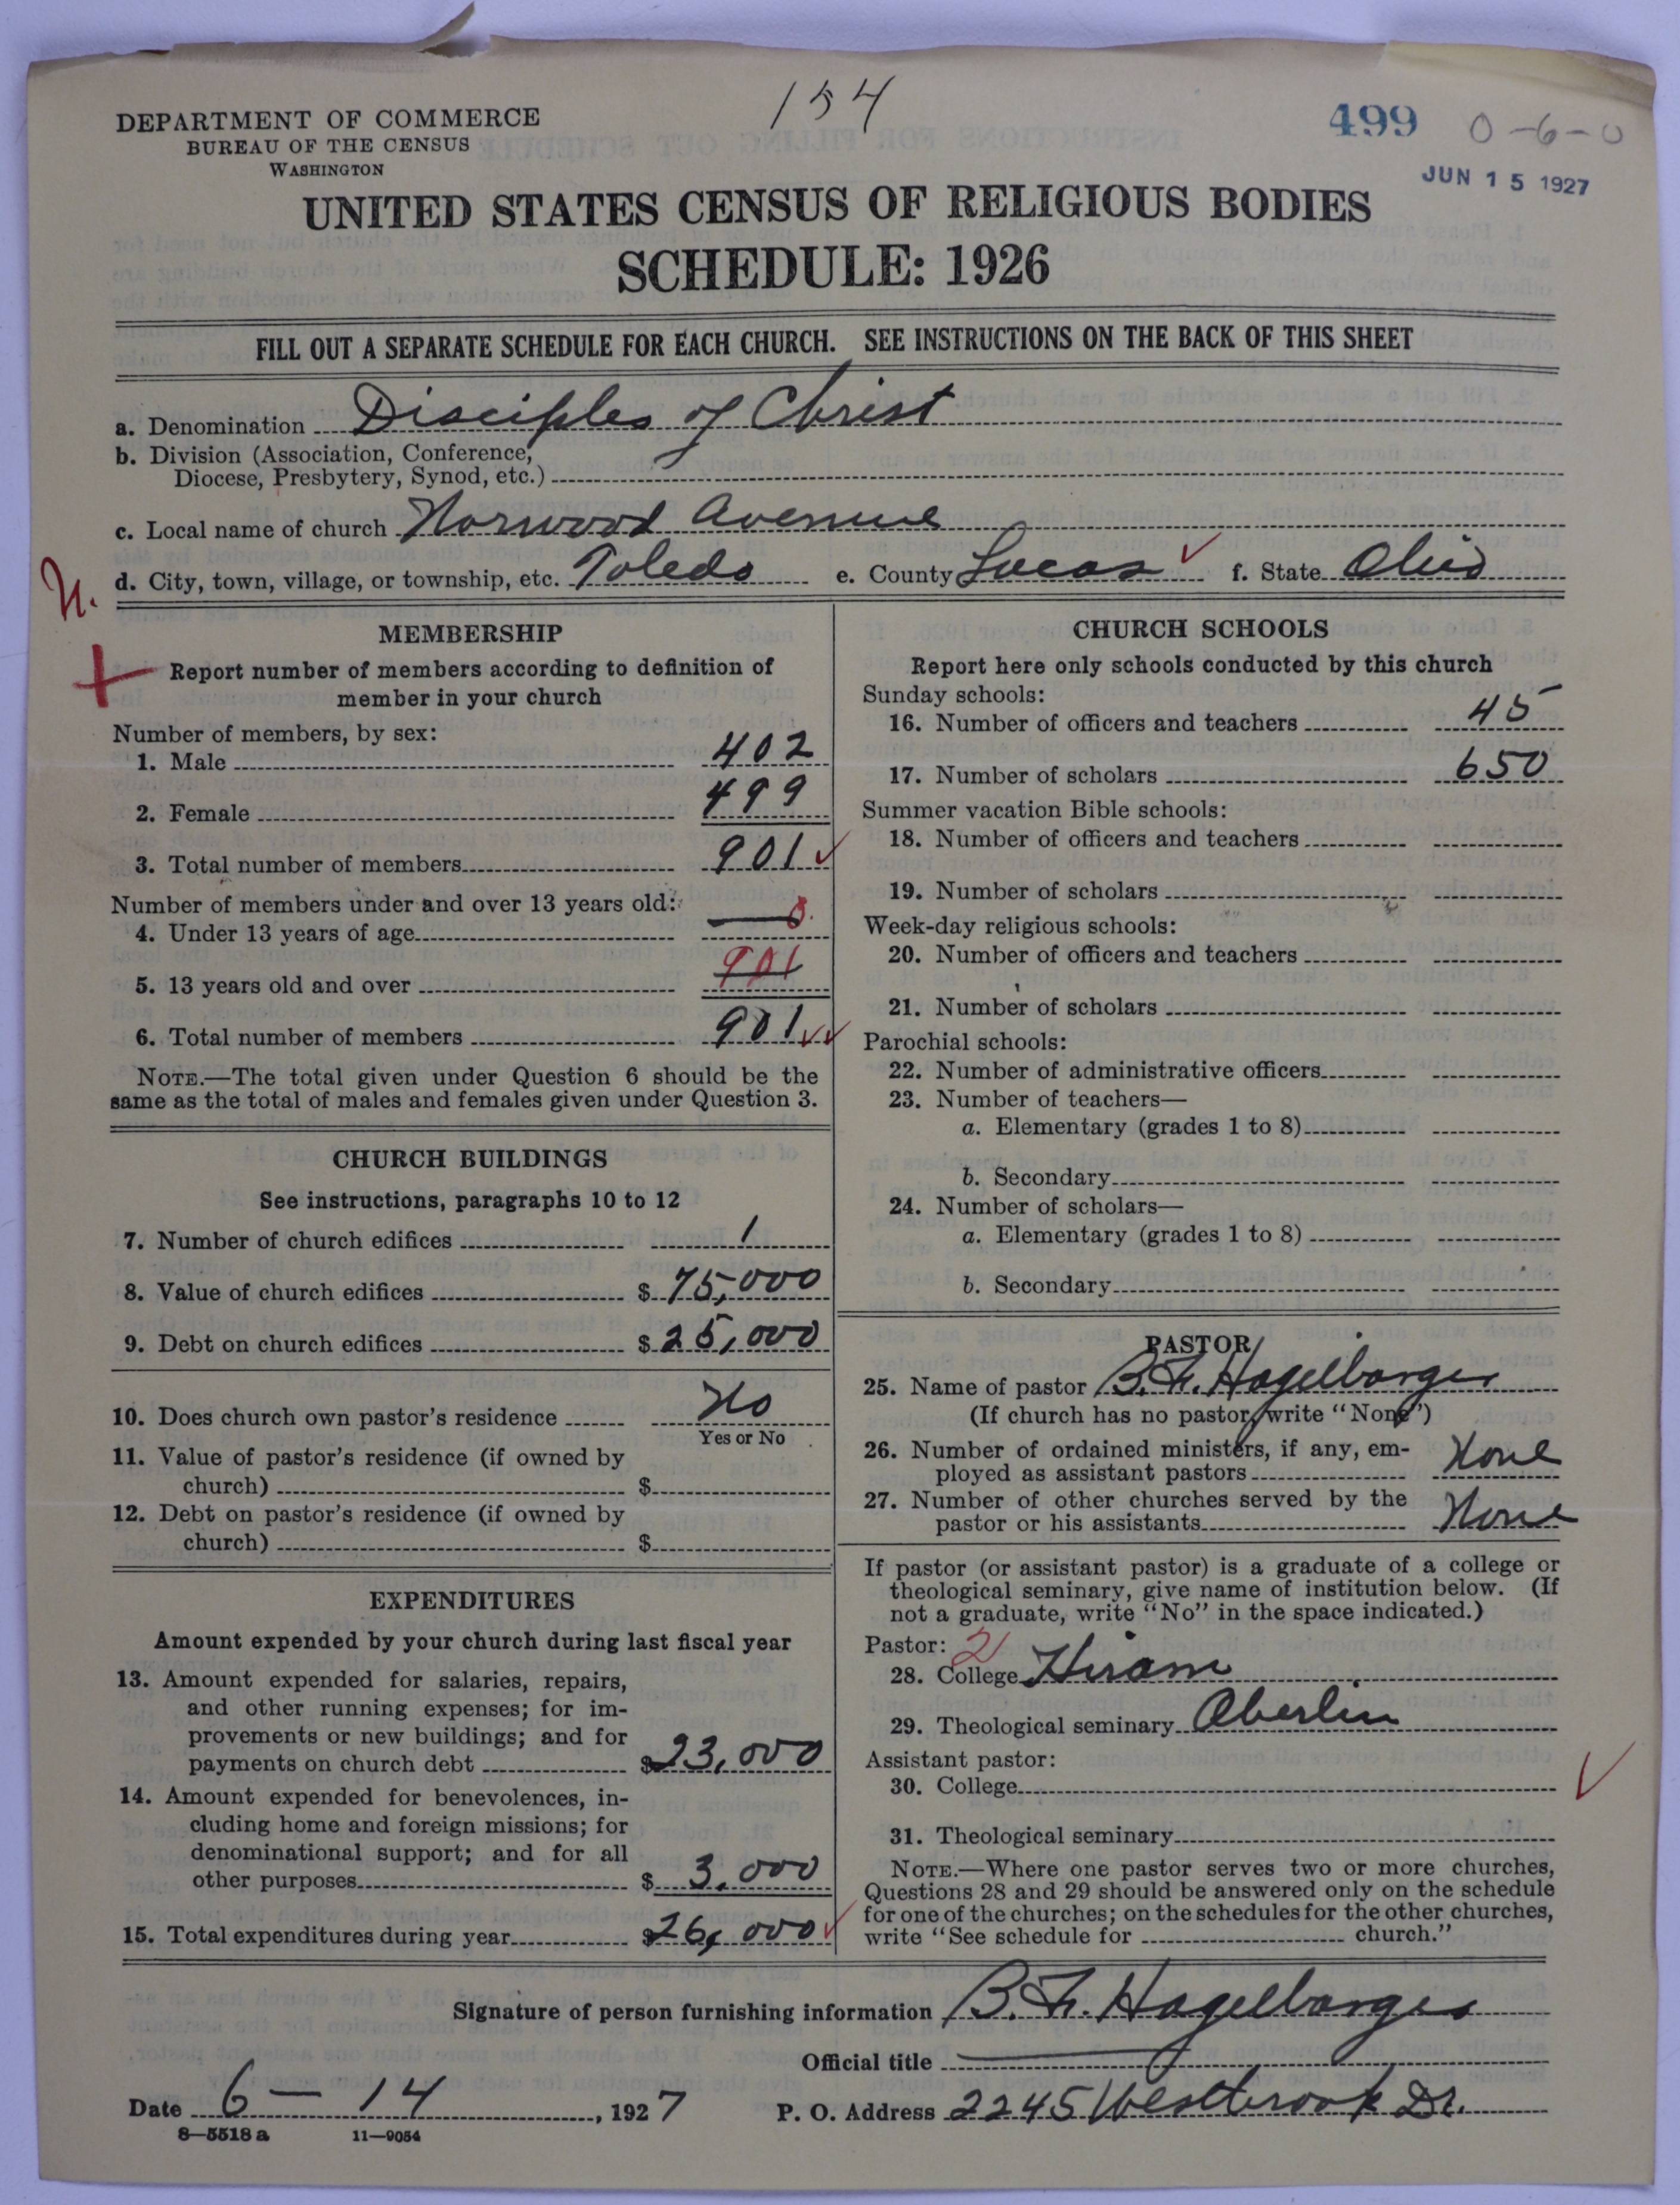 154
499 0-6-0
JUN 15 1927
DEPARTMENT OF COMMERCE
BUREAU OF THE CENSUS
WASHINGTON
UNITED STATES CENSUS OF RELIGIOUS BODIES
SCHEDULE: 1926
FILL OUT A SEPARATE SCHEDULE FOR EACH CHURCH. SEE INSTRUCTIONS ON THE BACK OF THIS SHEET
a. Denomination Disciples of Christ
b. Division (Association, Conference,
Diocese, Presbytery, Synod, etc.)
c. Local name of church Norwood Avenue
d. City, town, village, or township, etc. Toledo e. County Lucas ✓ f. State Ohio
MEMBERSHIP
Report number of members according to definition of
member in your church
Number of members, by sex:
1. Male 402
2. Female 499
3. Total number of members 901 ✓
Number of members under and over 13 years old:
4. Under 13 years of age 0
5. 13 years old and over 901
6. Total number of members 901 ✓✓
NOTE.—The total given under Question 6 should be the
same as the total of males and females given under Question 3.
CHURCH BUILDINGS
See instructions, paragraphs 10 to 12
7. Number of church edifices 1
8. Value of church edifices $ 75,000
9. Debt on church edifices $ 25,000
10. Does church own pastor's residence No
Yes or No
11. Value of pastor's residence (if owned by
church) $
12. Debt on pastor's residence (if owned by
church) $
EXPENDITURES
Amount expended by your church during last fiscal year
13. Amount expended for salaries, repairs,
and other running expenses; for im-
provements or new buildings; and for
payments on church debt $23,000
14. Amount expended for benevolences, in-
cluding home and foreign missions; for
denominational support; and for all
other purposes $ 3,000
15. Total expenditures during year $26,000 ✓
CHURCH SCHOOLS
Report here only schools conducted by this church
Sunday schools:
16. Number of officers and teachers 45
17. Number of scholars 650
Summer vacation Bible schools:
18. Number of officers and teachers
19. Number of scholars
Week-day religious schools:
20. Number of officers and teachers
21. Number of scholars
Parochial schools:
22. Number of administrative officers
23. Number of teachers—
a. Elementary (grades 1 to 8)
b. Secondary
24. Number of scholars—
a. Elementary (grades 1 to 8)
b. Secondary
PASTOR
25. Name of pastor B. F. Hagelbarger
(If church has no pastor, write "None")
26. Number of ordained ministers, if any, em-
ployed as assistant pastors None
27. Number of other churches served by the
pastor or his assistants None
If pastor (or assistant pastor) is a graduate of a college or
theological seminary, give name of institution below. (If
not a graduate, write "No" in the space indicated.)
Pastor: 2
28. College Hiram
29. Theological seminary Oberlin
Assistant pastor:
30. College ✓
31. Theological seminary
NOTE.—Where one pastor serves two or more churches,
Questions 28 and 29 should be answered only on the schedule
for one of the churches; on the schedules for the other churches,
write "See schedule for church."
Signature of person furnishing information B. F. Hagelbarger
Official title
Date 6 - 14, 1927 P. O. Address 2245 Westbrook Dr.
8-5518 a 11-9054